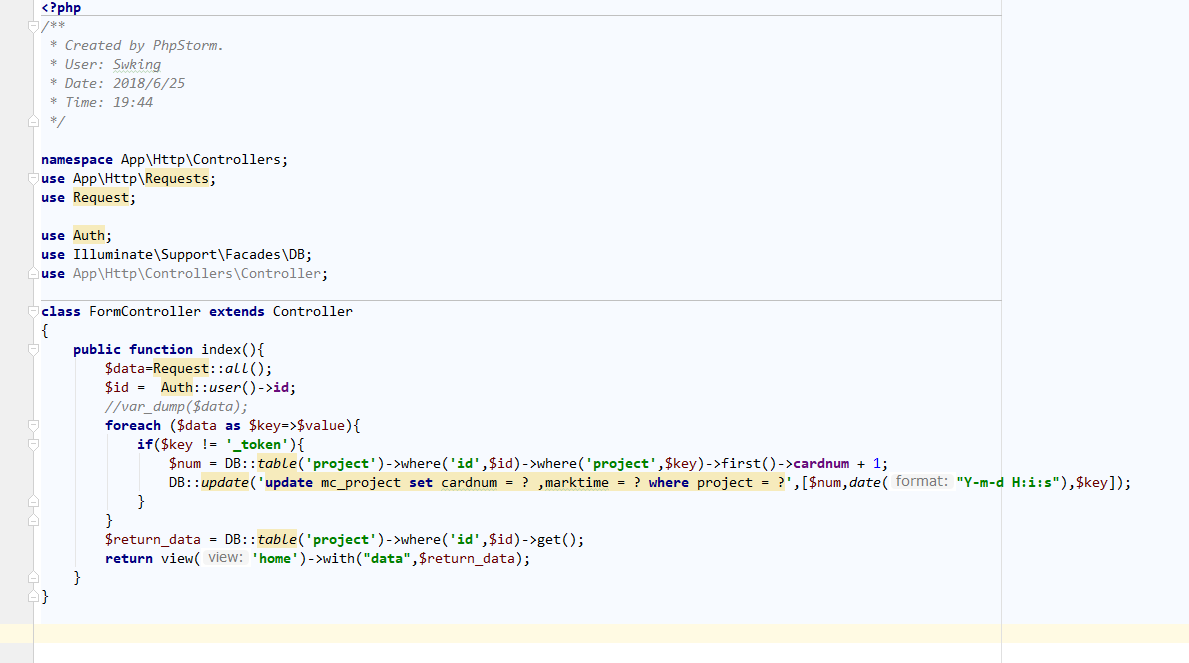 <?php
/**
 * Created by PhpStorm.
 * User: Swking
 * Date: 2018/6/25
 * Time: 19:44
 */

namespace App\Http\Controllers;
use App\Http\Requests;
use Request;

use Auth;
use Illuminate\Support\Facades\DB;
use App\Http\Controllers\Controller;

class FormController extends Controller
{
    public function index(){
        $data=Request::all();
        $id =  Auth::user()->id;
        //var_dump($data);
        foreach ($data as $key=>$value){
            if($key != '_token'){
                $num = DB::table('project')->where('id',$id)->where('project',$key)->first()->cardnum + 1;
                DB::update('update mc_project set cardnum = ? ,marktime = ? where project = ?',[$num,date( format: "Y-m-d H:i:s"),$key]);
            }
        }
        $return_data = DB::table('project')->where('id',$id)->get();
        return view( view: 'home')->with("data",$return_data);
    }
}